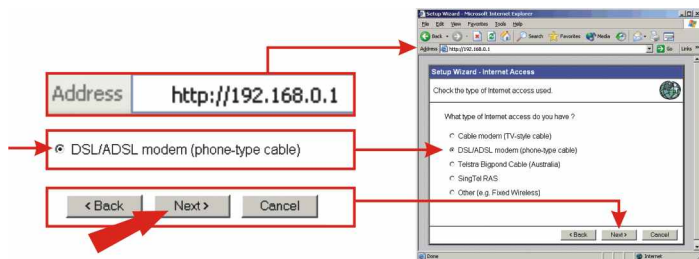 Address http://192.168.0.1
DSL/ADSL modem (phone-type cable)
< Back Next > Cancel
Setup Wizard - Microsoft Internet Explorer
File Edit View Favorites Tools Help
Back Search Favorites Media
Address http://192.168.0.1 Go Links »
Setup Wizard - Internet Access
Check the type of Internet access used.
What type of Internet access do you have ?
Cable modem (TV-style cable)
DSL/ADSL modem (phone-type cable)
Telstra Bigpond Cable (Australia)
SingTel RAS
Other (e.g. Fixed Wireless)
< Back Next > Cancel
Done Internet